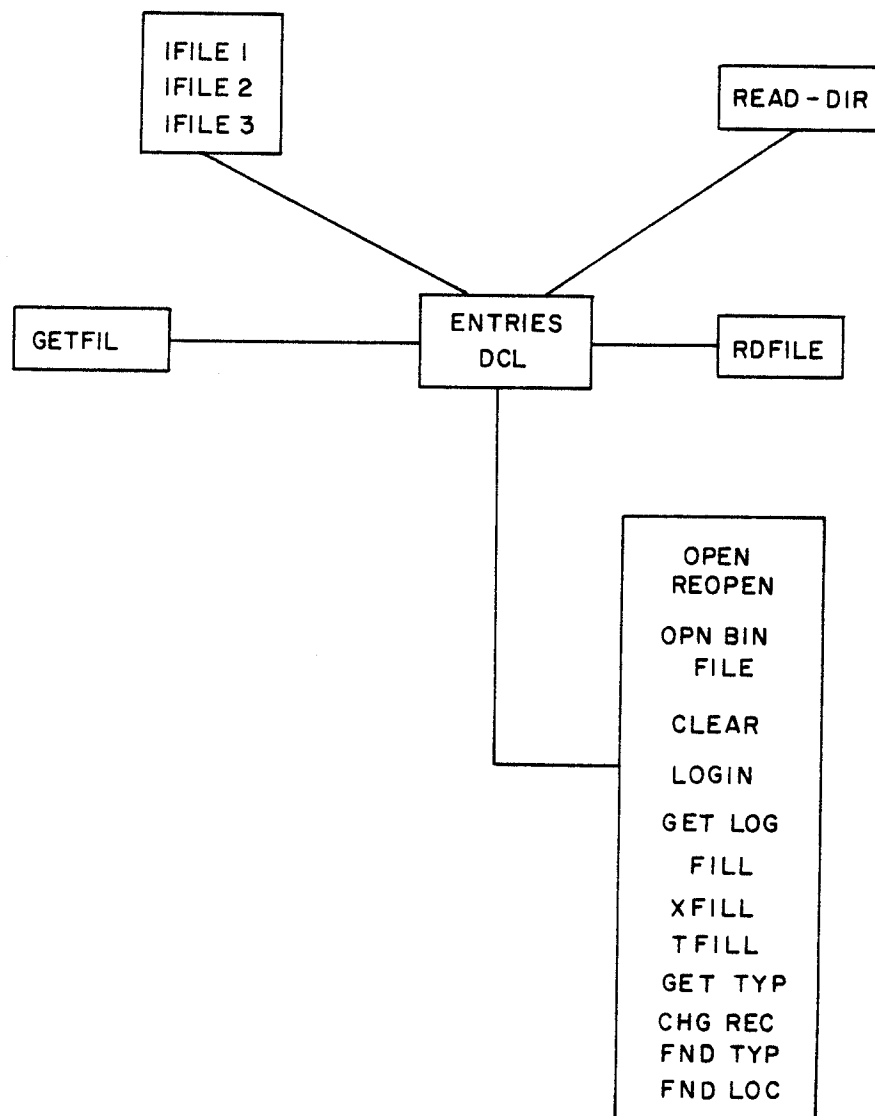 IFILE 1
IFILE 2
IFILE 3
READ-DIR
GETFIL
ENTRIES
DCL
RDFILE
OPEN
REOPEN
OPN BIN
FILE
CLEAR
LOGIN
GET LOG
FILL
XFILL
TFILL
GET TYP
CHG REC
FND TYP
FND LOC